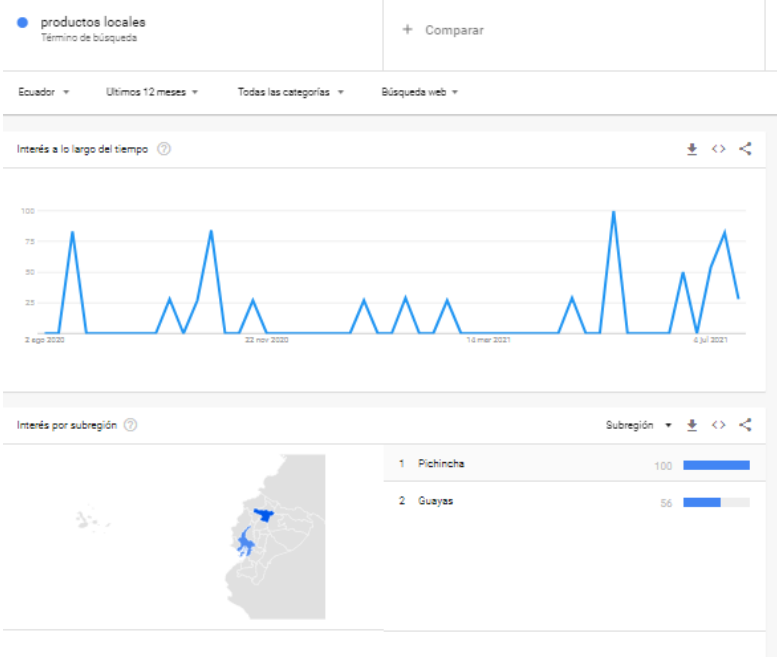 productos locales
Término de búsqueda
+ Comparar
Ecuador
Últimos 12 meses
Todas las categorías
Búsqueda web
Interés a lo largo del tiempo
100
75
50
25
2 ago 2020
22 nov 2020
14 mar 2021
4 jul 2021
Interés por subregión
Subregión
1 Pichincha 100
2 Guayas 56